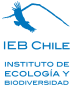 IEB CHILE
INSTITUTO DE
ECOLOGÍA Y
BIODIVERSIDAD